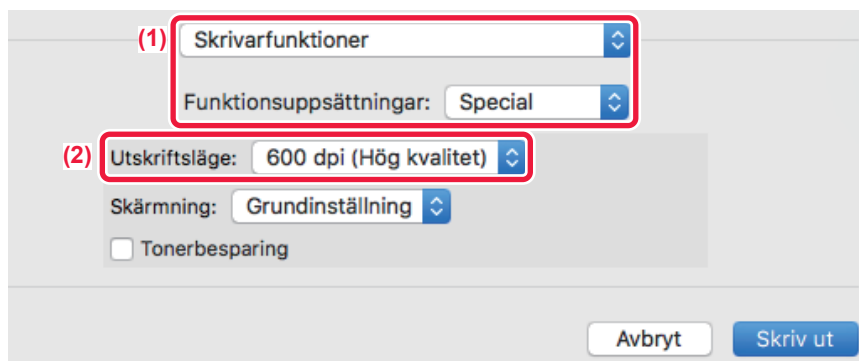 (1) Skrivarfunktioner
Funktionsuppsättningar: Special
(2) Utskriftsläge: 600 dpi (Hög kvalitet)
Skärmning: Grundinställning
Tonerbesparing
Avbryt Skriv ut